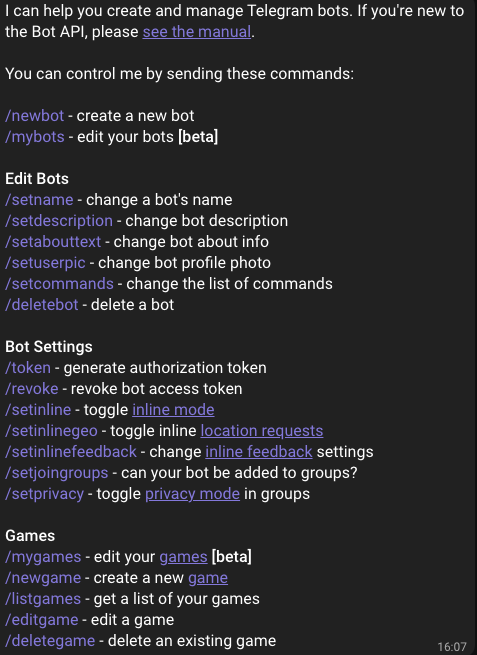 I can help you create and manage Telegram bots. If you're new to
the Bot API, please see the manual.
You can control me by sending these commands:
/newbot - create a new bot
/mybots - edit your bots [beta]
Edit Bots
/setname - change a bot's name
/setdescription - change bot description
/setabouttext - change bot about info
/setuserpic - change bot profile photo
/setcommands - change the list of commands
/deletebot - delete a bot
Bot Settings
/token - generate authorization token
/revoke - revoke bot access token
/setinline - toggle inline mode
/setinlinegeo - toggle inline location requests
/setinlinefeedback - change inline feedback settings
/setjoingroups - can your bot be added to groups?
/setprivacy - toggle privacy mode in groups
Games
/mygames - edit your games [beta]
/newgame - create a new game
/listgames - get a list of your games
/editgame - edit a game
/deletegame - delete an existing game
16:07